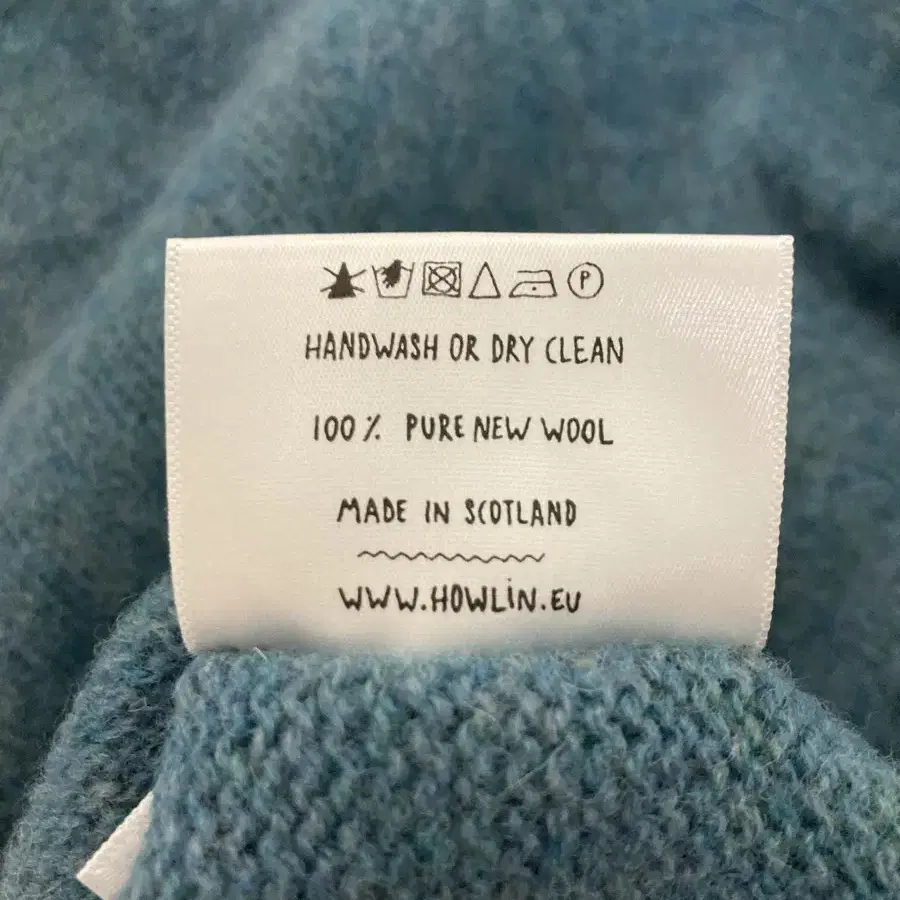 P
HANDWASH OR DRY CLEAN
100% PURE NEW WOOL
MADE IN SCOTLAND
WWW.HOWLIN.EU